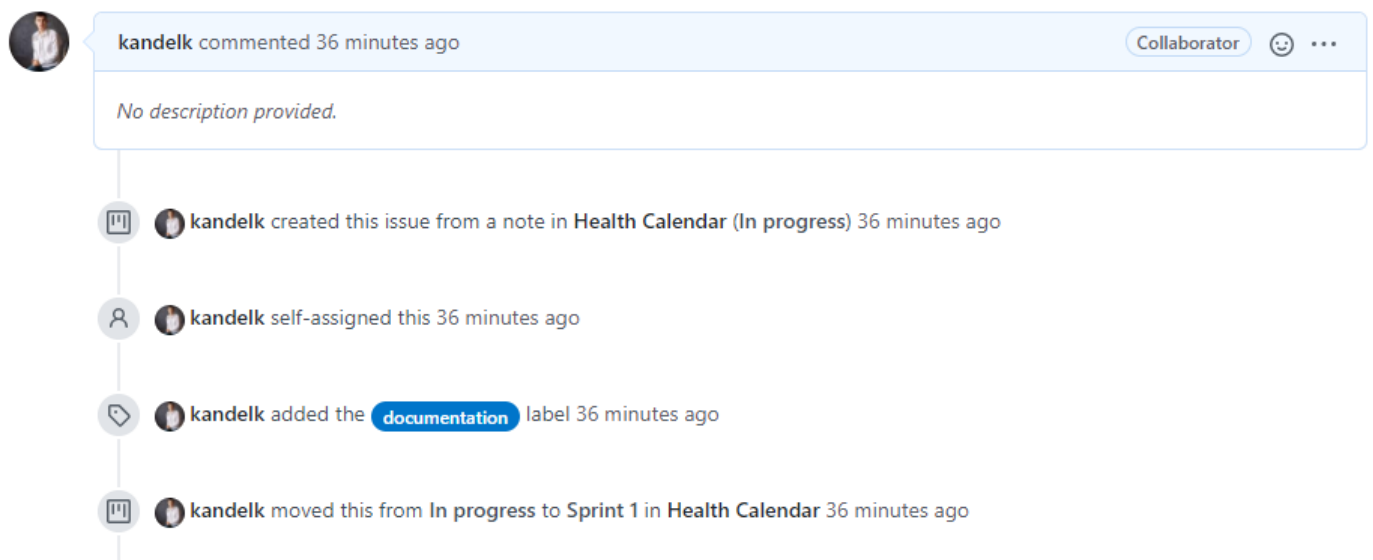 kandelk commented 36 minutes ago Collaborator
No description provided.
kandelk created this issue from a note in Health Calendar (In progress) 36 minutes ago
kandelk self-assigned this 36 minutes ago
kandelk added the documentation label 36 minutes ago
kandelk moved this from In progress to Sprint 1 in Health Calendar 36 minutes ago